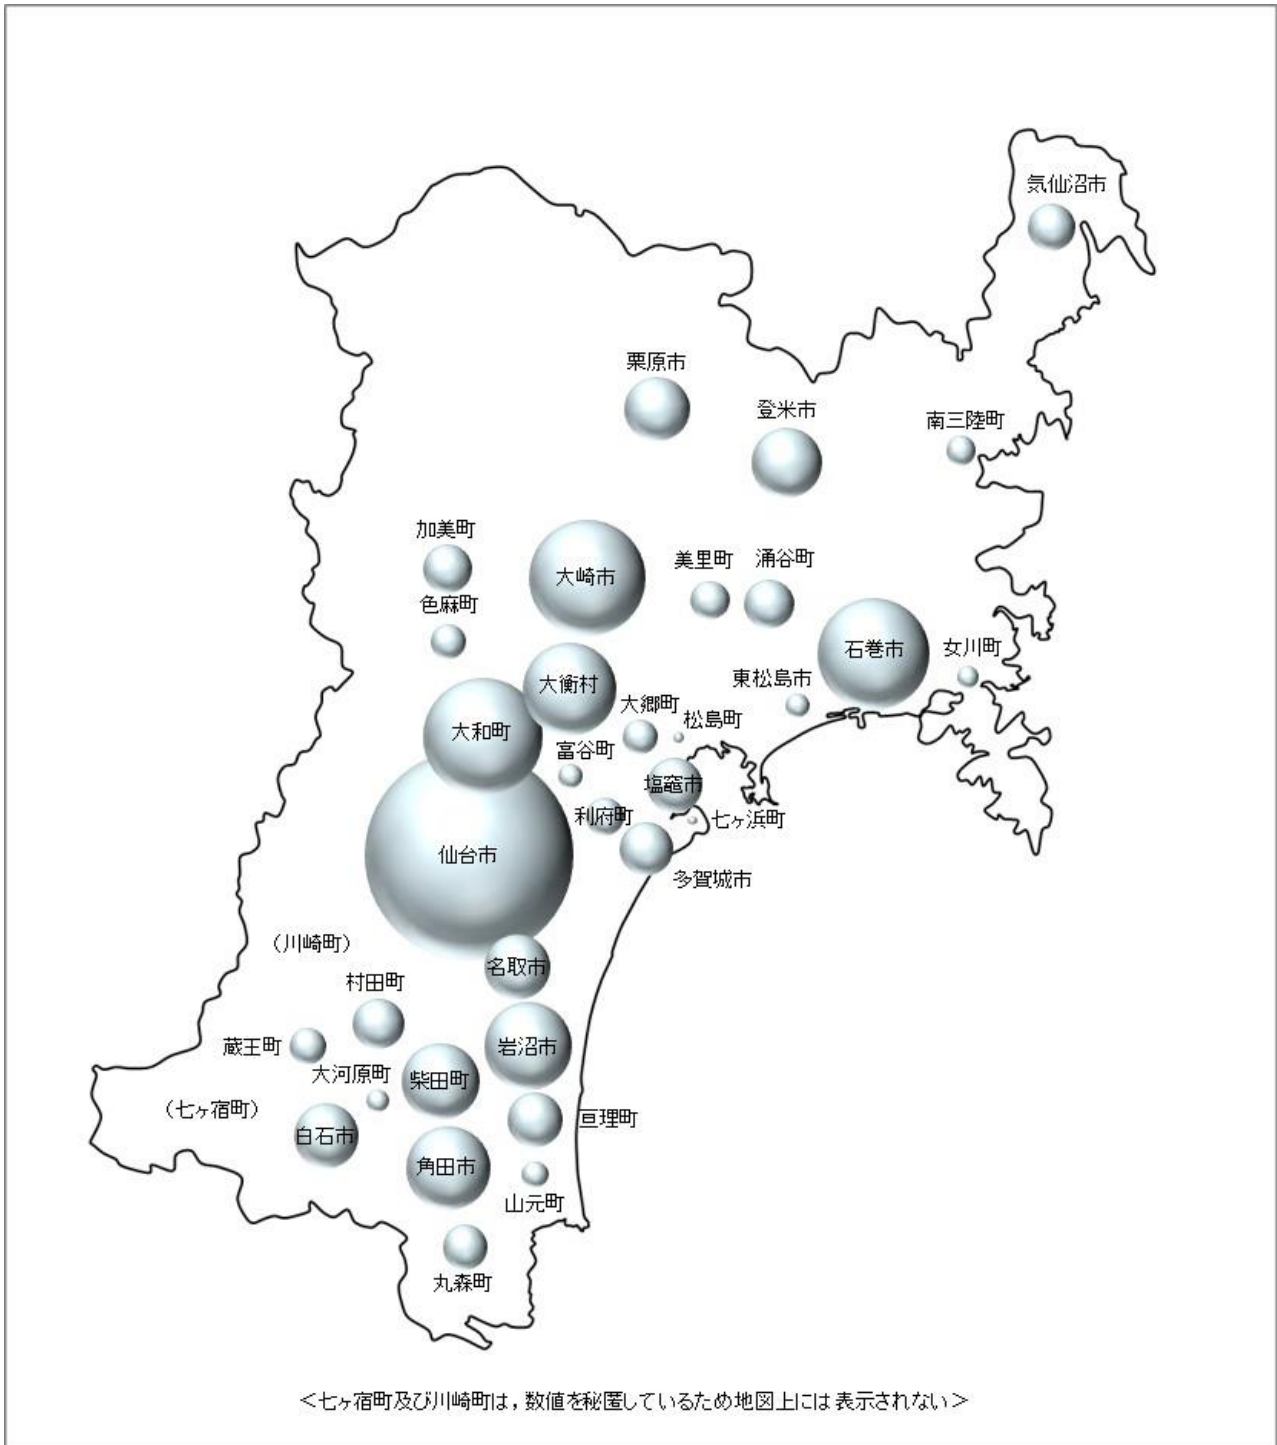 気仙沼市
栗原市
登米市
南三陸町
加美町
大崎市
美里町
涌谷町
色麻町
石巻市
女川町
大衡村
東松島市
大郷町
松島町
大和町
富谷町
塩竈市
利府町
七ヶ浜町
仙台市
多賀城市
（川崎町）
名取市
村田町
蔵王町
岩沼市
大河原町
柴田町
（七ヶ宿町）
亘理町
白石市
角田市
山元町
丸森町
＜七ヶ宿町及び川崎町は，数値を秘匿しているため地図上には表示されない＞